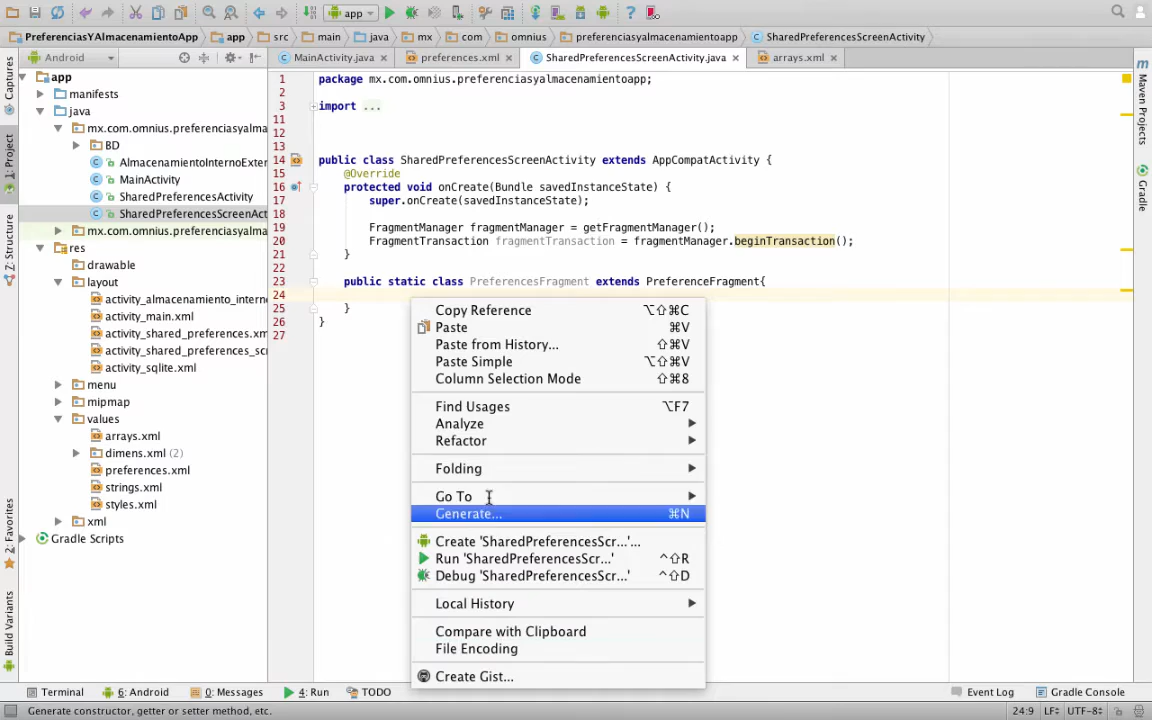 app
PreferenciasYAlmacenamientoApp
app
src
main
java
mx
com
omnius
preferenciasyalmacenamientoapp
SharedPreferencesScreenActivity
Android
MainActivity.java
preferences.xml
SharedPreferencesScreenActivity.java
arrays.xml
Captures
1: Project
Z: Structure
2: Favorites
Build Variants
app
manifests
java
mx.com.omnius.preferenciasyalma
BD
AlmacenamientoInternoExter
MainActivity
SharedPreferencesActivity
SharedPreferencesScreenAct
mx.com.omnius.preferenciasyalma
res
drawable
layout
activity_almacenamiento_interno
activity_main.xml
activity_shared_preferences.xml
activity_shared_preferences_scr
activity_sqlite.xml
menu
mipmap
values
arrays.xml
dimens.xml (2)
preferences.xml
strings.xml
styles.xml
xml
Gradle Scripts
1 package mx.com.omnius.preferenciasyalmacenamientoapp;
2
3 import ...
11
12
13
14 public class SharedPreferencesScreenActivity extends AppCompatActivity {
15 @Override
16 protected void onCreate(Bundle savedInstanceState) {
17 super.onCreate(savedInstanceState);
18
19 FragmentManager fragmentManager = getFragmentManager();
20 FragmentTransaction fragmentTransaction = fragmentManager.beginTransaction();
21 }
22
23 public static class PreferencesFragment extends PreferenceFragment{
24
25 }
26 }
27
Copy Reference ⌥⇧⌘C
Paste ⌘V
Paste from History... ⇧⌘V
Paste Simple ⌥⇧⌘V
Column Selection Mode ⇧⌘8
Find Usages ⌥F7
Analyze
Refactor
Folding
Go To
Generate... ⌘N
Create 'SharedPreferencesScr...'...
Run 'SharedPreferencesScr...' ^⇧R
Debug 'SharedPreferencesScr...' ^⇧D
Local History
Compare with Clipboard
File Encoding
Create Gist...
Maven Projects
Gradle
Terminal
6: Android
0: Messages
4: Run
TODO
Event Log
Gradle Console
Generate constructor, getter or setter method, etc.
24:9 LF÷ UTF-8÷